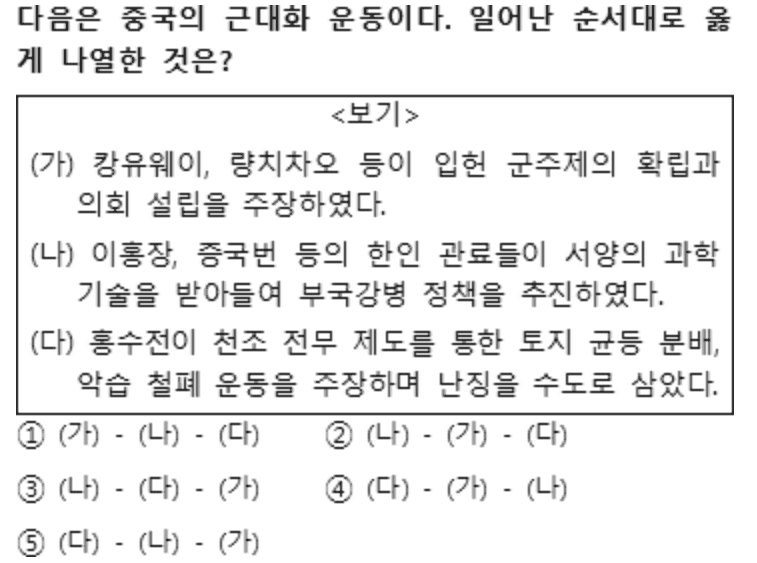 다음은 중국의 근대화 운동이다. 일어난 순서대로 옳
게 나열한 것은?
<보기>
(가) 캉유웨이, 량치차오 등이 입헌 군주제의 확립과
의회 설립을 주장하였다.
(나) 이홍장, 증국번 등의 한인 관료들이 서양의 과학
기술을 받아들여 부국강병 정책을 추진하였다.
(다) 홍수전이 천조 전무 제도를 통한 토지 균등 분배,
악습 철폐 운동을 주장하며 난징을 수도로 삼았다.
① (가) - (나) - (다) ② (나) - (가) - (다)
③ (나) - (다) - (가) ④ (다) - (가) - (나)
⑤ (다) - (나) - (가)